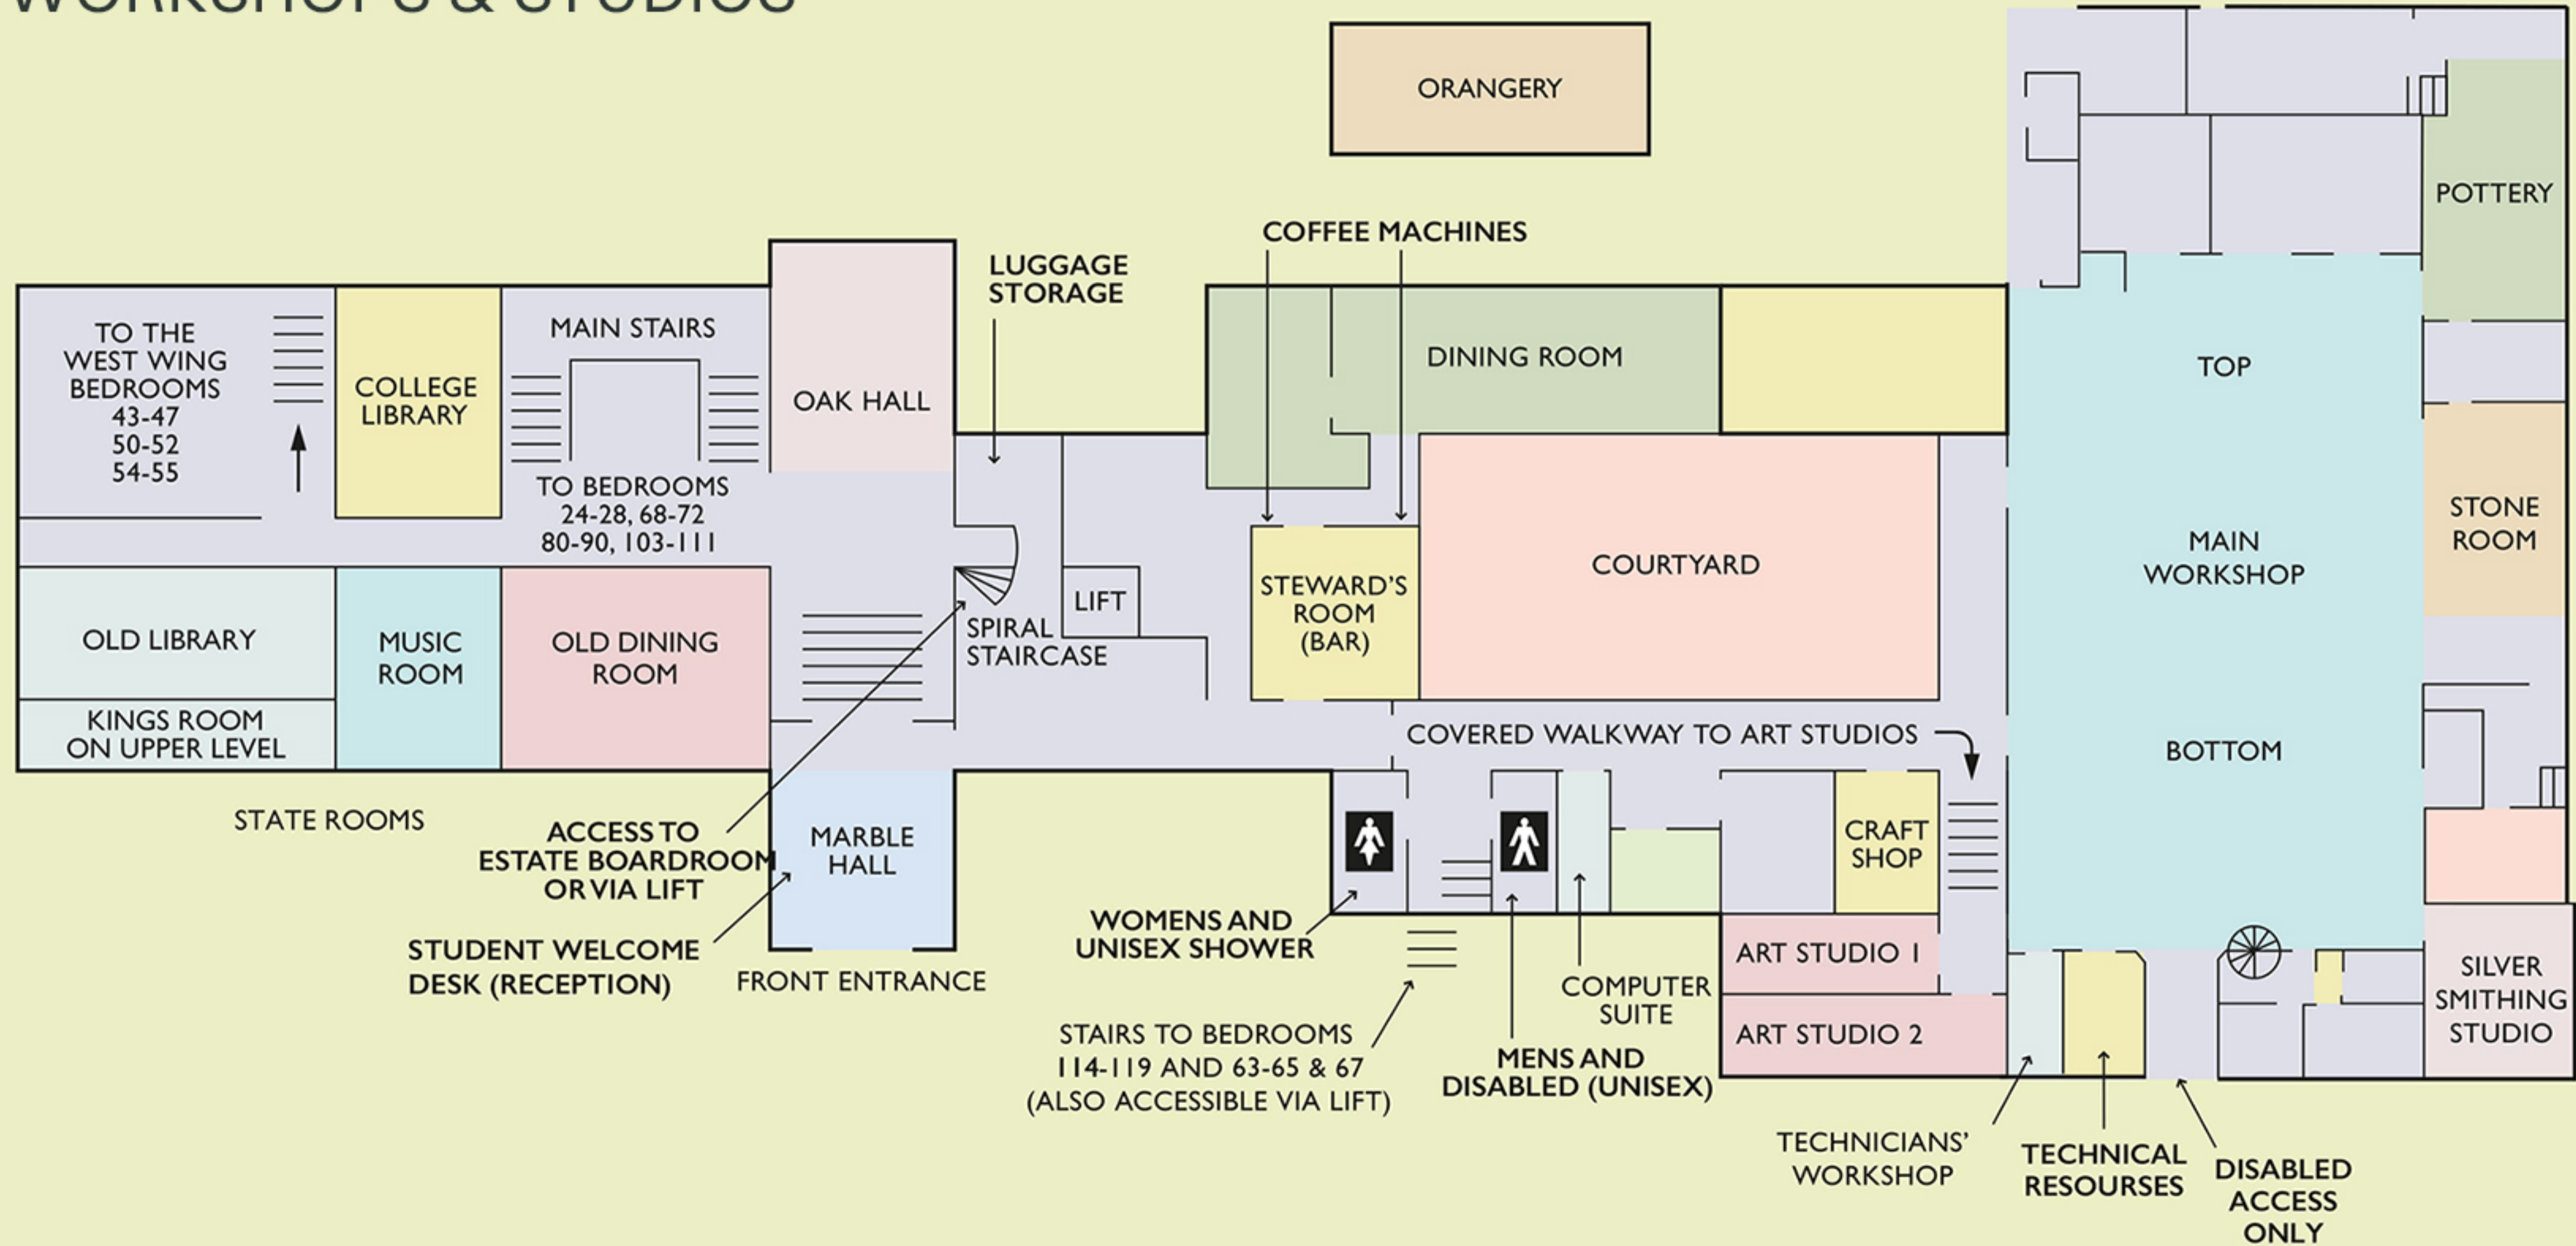 WORKSHOPS & STUDIOS
ORANGERY
POTTERY
COFFEE MACHINES
LUGGAGE
STORAGE
TO THE
WEST WING
BEDROOMS
43-47
50-52
54-55
COLLEGE
LIBRARY
MAIN STAIRS
TO BEDROOMS
24-28, 68-72
80-90, 103-111
OAK HALL
DINING ROOM
TOP
MAIN
WORKSHOP
BOTTOM
STONE
ROOM
COURTYARD
STEWARD'S
ROOM
(BAR)
LIFT
SPIRAL
STAIRCASE
OLD LIBRARY
KINGS ROOM
ON UPPER LEVEL
MUSIC
ROOM
OLD DINING
ROOM
COVERED WALKWAY TO ART STUDIOS
STATE ROOMS
ACCESS TO
ESTATE BOARDROOM
OR VIA LIFT
MARBLE
HALL
STUDENT WELCOME
DESK (RECEPTION)
FRONT ENTRANCE
WOMENS AND
UNISEX SHOWER
CRAFT
SHOP
STAIRS TO BEDROOMS
114-119 AND 63-65 & 67
(ALSO ACCESSIBLE VIA LIFT)
COMPUTER
SUITE
MENS AND
DISABLED (UNISEX)
ART STUDIO 1
ART STUDIO 2
SILVER
SMITHING
STUDIO
TECHNICIANS'
WORKSHOP
TECHNICAL
RESOURSES
DISABLED
ACCESS
ONLY